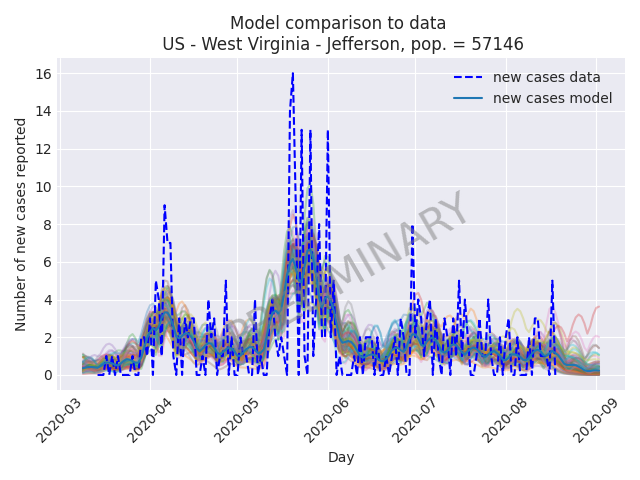 Model comparison to data
US - West Virginia - Jefferson, pop. = 57146
new cases data
new cases model
PRELIMINARY
Number of new cases reported
16
14
12
10
8
6
4
2
0
2020-03
2020-04
2020-05
2020-06
2020-07
2020-08
2020-09
Day